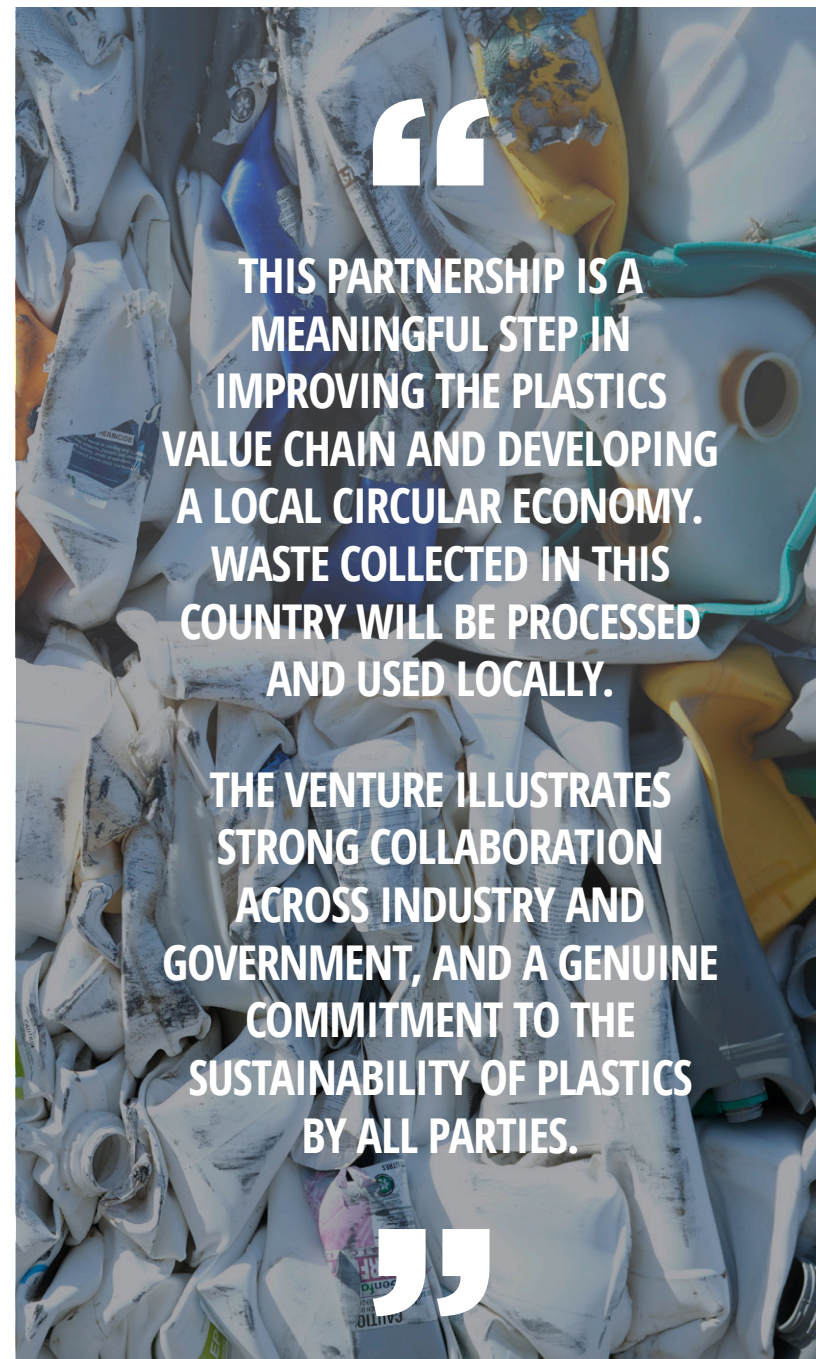 “
THIS PARTNERSHIP IS A
MEANINGFUL STEP IN
IMPROVING THE PLASTICS
VALUE CHAIN AND DEVELOPING
A LOCAL CIRCULAR ECONOMY.
WASTE COLLECTED IN THIS
COUNTRY WILL BE PROCESSED
AND USED LOCALLY.
THE VENTURE ILLUSTRATES
STRONG COLLABORATION
ACROSS INDUSTRY AND
GOVERNMENT, AND A GENUINE
COMMITMENT TO THE
SUSTAINABILITY OF PLASTICS
BY ALL PARTIES.
”